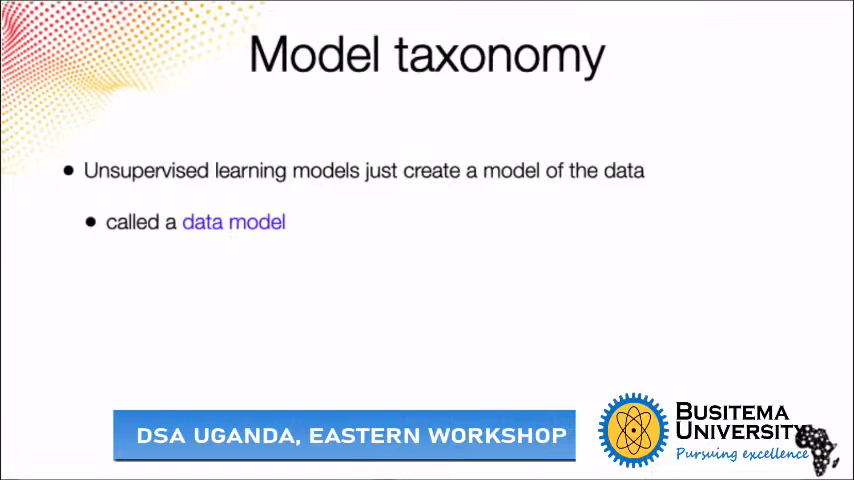 Model taxonomy
Unsupervised learning models just create a model of the data
called a data model
DSA UGANDA, EASTERN WORKSHOP
BUSITEMA
UNIVERSITY
Pursuing excellence